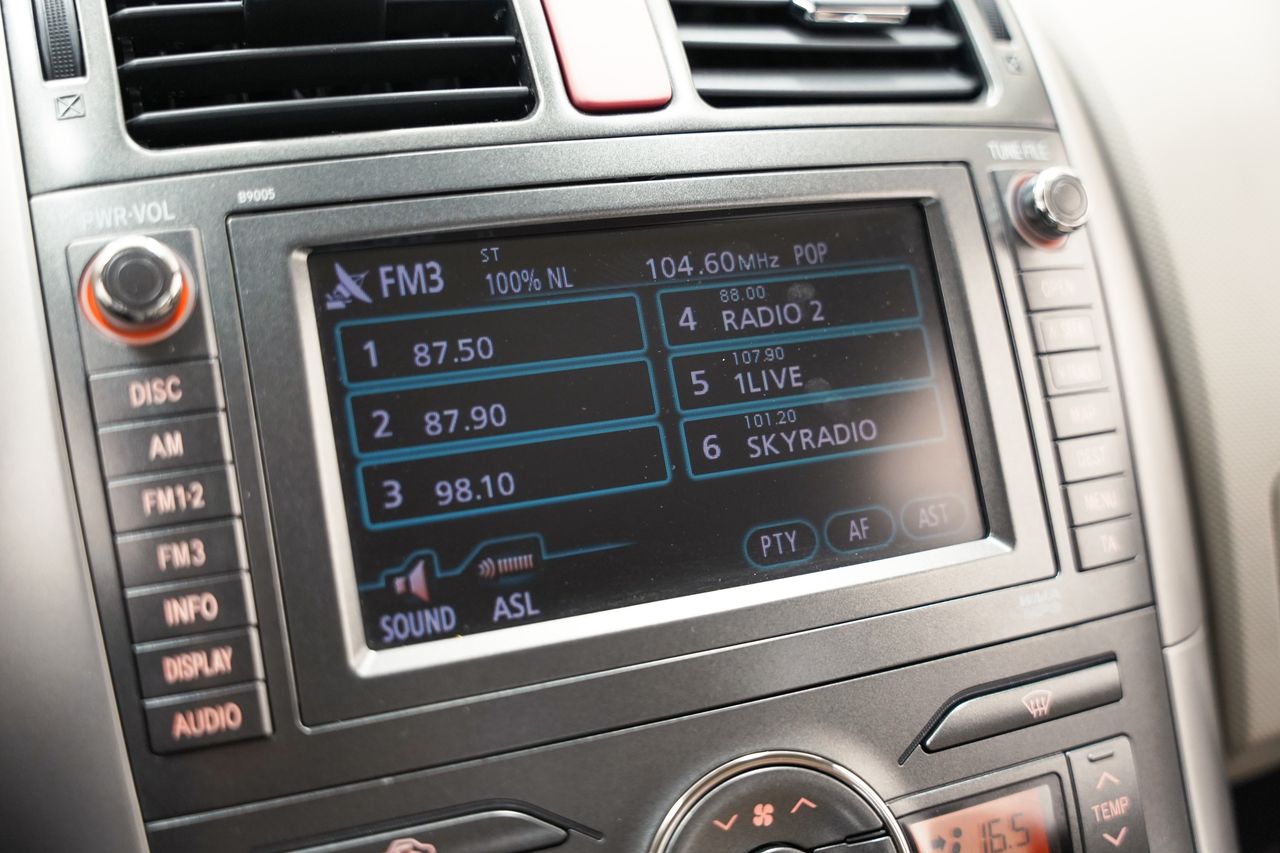 PWR·VOL
B9005
TUNE·FILE
FM3
ST
100% NL
104.60MHz
POP
1 87.50
2 87.90
3 98.10
88.00
4 RADIO 2
107.90
5 1LIVE
101.20
6 SKYRADIO
PTY
AF
AST
SOUND
ASL
DISC
AM
FM1·2
FM3
INFO
DISPLAY
AUDIO
OPEN
MAP
DEST
MENU
TA
WMA
TEMP
16.5